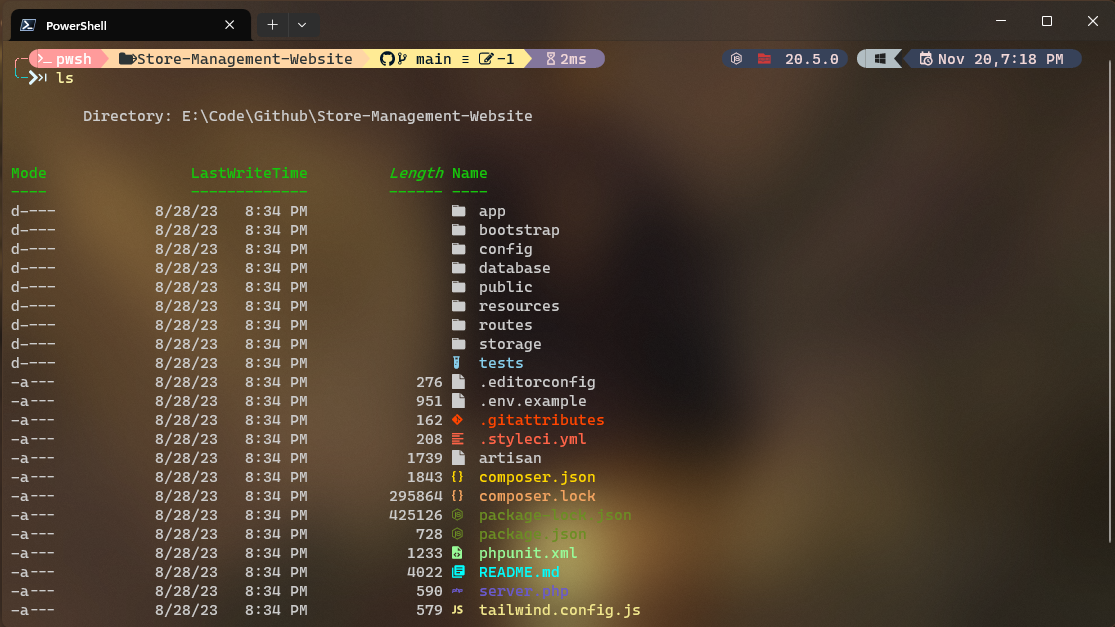 PowerShell
pwsh Store-Management-Website main ≡ -1 2ms 20.5.0 Nov 20,7:18 PM
ls
Directory: E:\Code\Github\Store-Management-Website
Mode LastWriteTime Length Name
---- ------------- ------ ----
d---- 8/28/23 8:34 PM app
d---- 8/28/23 8:34 PM bootstrap
d---- 8/28/23 8:34 PM config
d---- 8/28/23 8:34 PM database
d---- 8/28/23 8:34 PM public
d---- 8/28/23 8:34 PM resources
d---- 8/28/23 8:34 PM routes
d---- 8/28/23 8:34 PM storage
d---- 8/28/23 8:34 PM tests
-a--- 8/28/23 8:34 PM 276 .editorconfig
-a--- 8/28/23 8:34 PM 951 .env.example
-a--- 8/28/23 8:34 PM 162 .gitattributes
-a--- 8/28/23 8:34 PM 208 .styleci.yml
-a--- 8/28/23 8:34 PM 1739 artisan
-a--- 8/28/23 8:34 PM 1843 composer.json
-a--- 8/28/23 8:34 PM 295864 composer.lock
-a--- 8/28/23 8:34 PM 425126 package-lock.json
-a--- 8/28/23 8:34 PM 728 package.json
-a--- 8/28/23 8:34 PM 1233 phpunit.xml
-a--- 8/28/23 8:34 PM 4022 README.md
-a--- 8/28/23 8:34 PM 590 server.php
-a--- 8/28/23 8:34 PM 579 JS tailwind.config.js